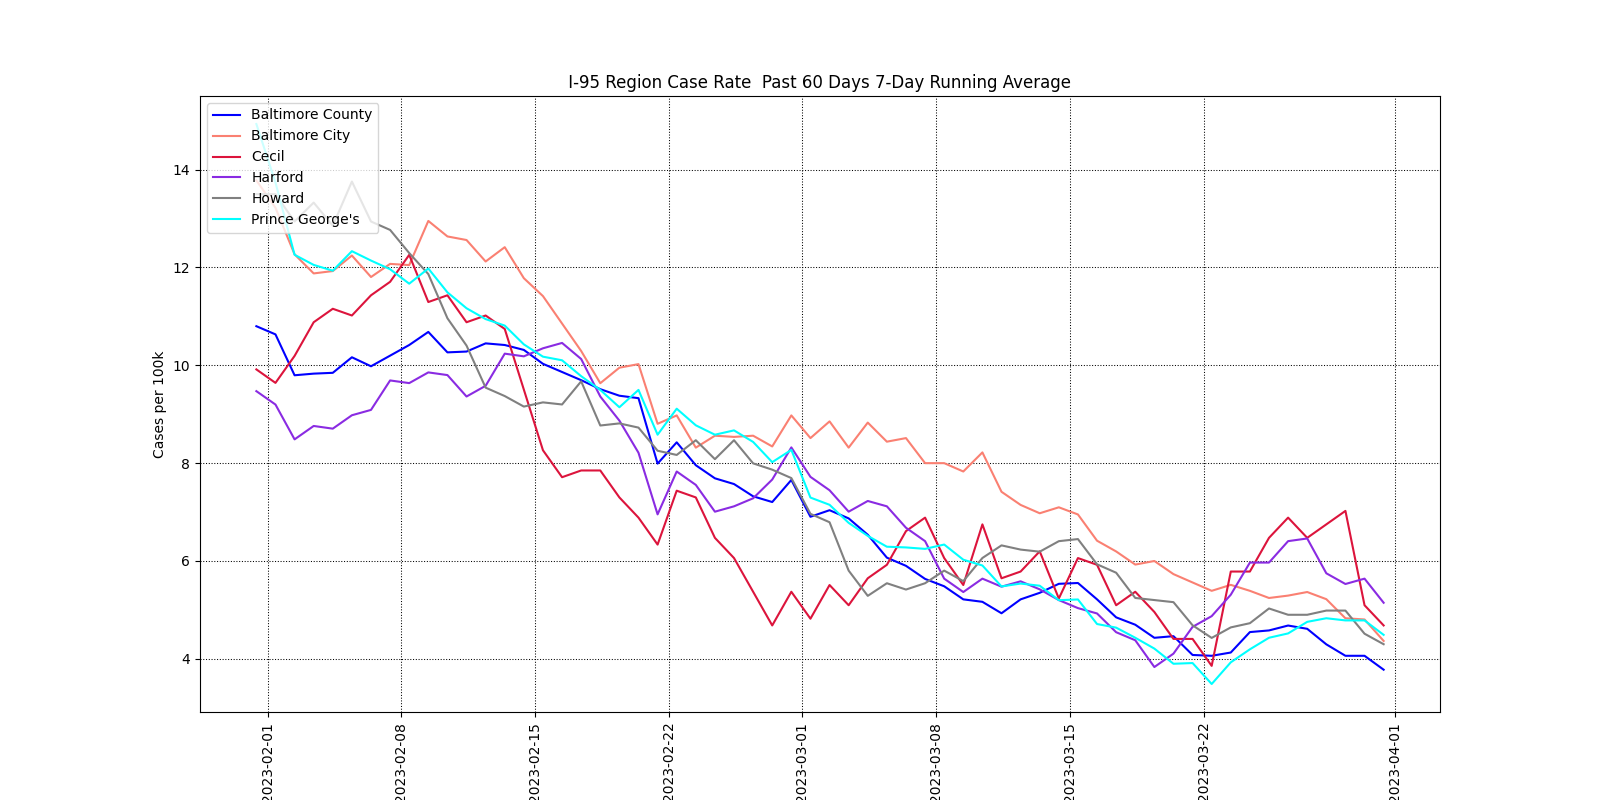 I-95 Region Case Rate  Past 60 Days 7-Day Running Average
Baltimore County
Baltimore City
Cecil
Harford
Howard
Prince George's
Cases per 100k
14
12
10
8
6
4
2023-02-01
2023-02-08
2023-02-15
2023-02-22
2023-03-01
2023-03-08
2023-03-15
2023-03-22
2023-04-01